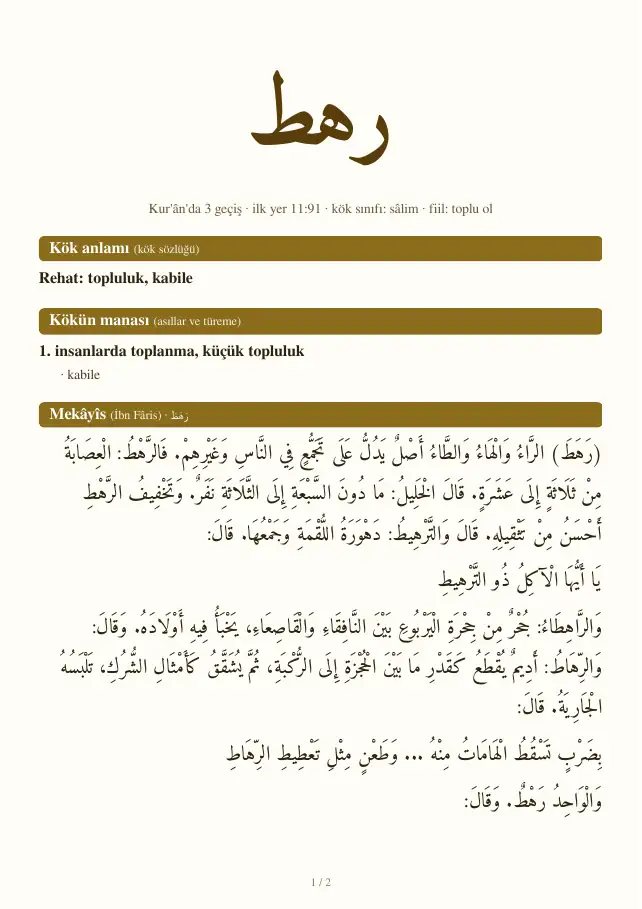 رهط
Kur'ân'da 3 geçiş · ilk yer 11:91 · kök sınıfı: sâlim · fiil: toplu ol
Kök anlamı (kök sözlüğü)
Rehat: topluluk, kabile
Kökün manası (asıllar ve türeme)
1. insanlarda toplanma, küçük topluluk
· kabile
Mekâyîs (İbn Fâris) · رَهَطَ
(رَهَطَ) الرَّاءُ وَالْهَاءُ وَالطَّاءُ أَصْلٌ يَدُلُّ عَلَى تَجَمُّعٍ فِي النَّاسِ وَغَيْرِهِمْ. فَالرَّهْطُ: الْعِصَابَةُ
مِنْ ثَلَاثَةٍ إِلَى عَشَرَةٍ. قَالَ الْخَلِيلُ: مَا دُونَ السَّبْعَةِ إِلَى الثَّلَاثَةِ نَفَرٌ. وَتَخْفِيفُ الرَّهْطِ
أَحْسَنُ مِنْ تَثْقِيلِهِ. قَالَ وَالتَّرْهِيطُ: دَهْوَرَةُ اللُّقْمَةِ وَجَمْعُهَا. قَالَ:
يَا أَيُّهَا الْآكِلُ ذُو التَّرْهِيطِ
وَالرَّاهِطَاءُ: جُحْرٌ مِنْ جِحْرَةِ الْيَرْبُوعِ بَيْنَ النَّافِقَاءِ وَالْقَاصِعَاءِ، يَخْبَأُ فِيهِ أَوْلَادَهُ. وَقَالَ:
وَالرِّهَاطُ: أَدِيمٌ يُقْطَعُ كَقَدْرِ مَا بَيْنَ الْحُجْزَةِ إِلَى الرُّكْبَةِ، ثُمَّ يُشَقَّقُ كَأَمْثَالِ الشُّرُكِ، تَلْبَسُهُ
الْجَارِيَةُ. قَالَ:
بِضَرْبٍ تَسْقُطُ الْهَامَاتُ مِنْهُ ... وَطَعْنٍ مِثْلِ تَعْطِيطِ الرِّهَاطِ
وَالْوَاحِدُ رَهْطٌ. وَقَالَ:
1 / 2